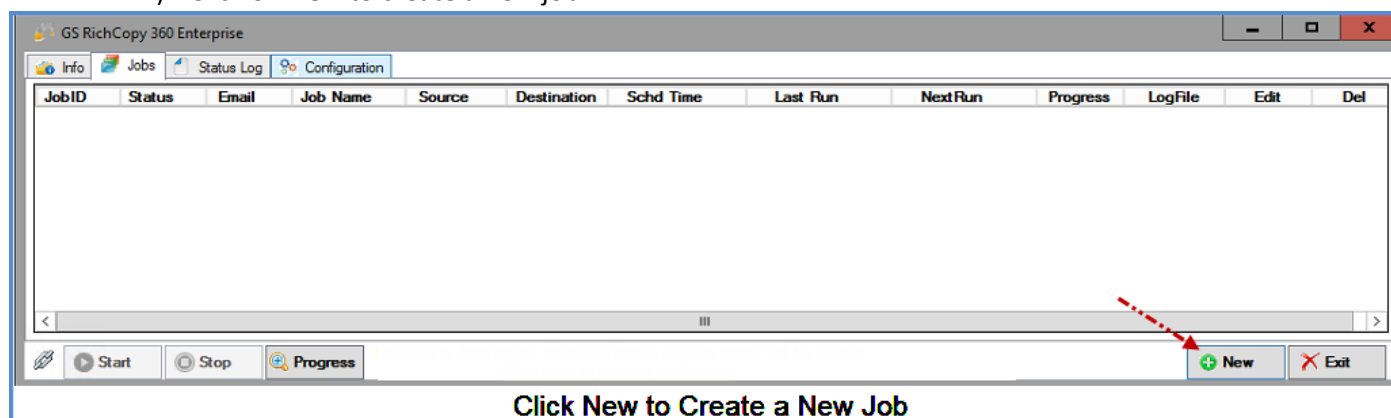 GS RichCopy 360 Enterprise
Info Jobs Status Log Configuration
JobID Status Email Job Name Source Destination Schd Time Last Run NextRun Progress LogFile Edit Del
Start Stop Progress New Exit
Click New to Create a New Job